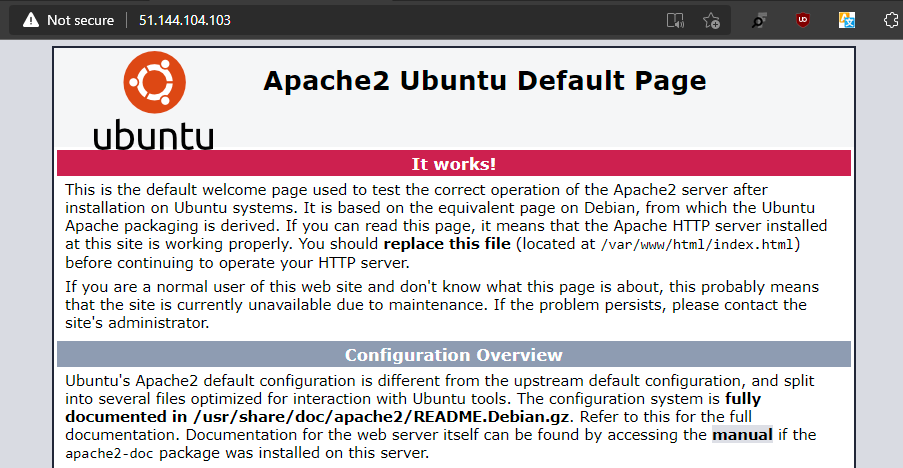 Not secure 51.144.104.103
Apache2 Ubuntu Default Page
ubuntu
It works!
This is the default welcome page used to test the correct operation of the Apache2 server after
installation on Ubuntu systems. It is based on the equivalent page on Debian, from which the Ubuntu
Apache packaging is derived. If you can read this page, it means that the Apache HTTP server installed
at this site is working properly. You should replace this file (located at /var/www/html/index.html)
before continuing to operate your HTTP server.
If you are a normal user of this web site and don't know what this page is about, this probably means
that the site is currently unavailable due to maintenance. If the problem persists, please contact the
site's administrator.
Configuration Overview
Ubuntu's Apache2 default configuration is different from the upstream default configuration, and split
into several files optimized for interaction with Ubuntu tools. The configuration system is fully
documented in /usr/share/doc/apache2/README.Debian.gz. Refer to this for the full
documentation. Documentation for the web server itself can be found by accessing the manual if the
apache2-doc package was installed on this server.